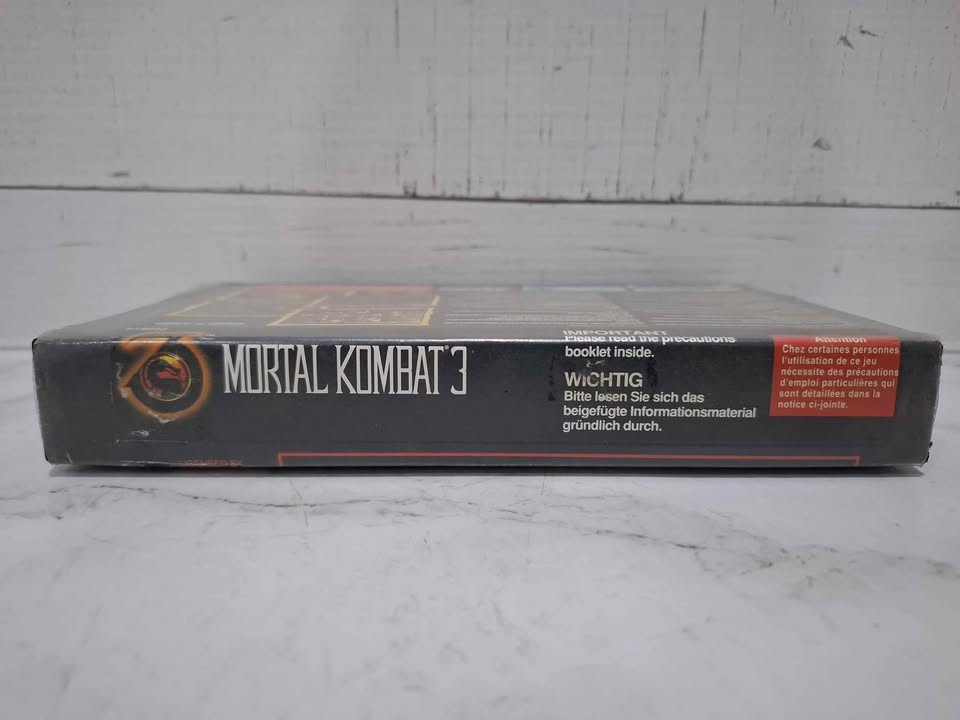 MORTAL KOMBAT 3
IMPORTANT
Please read the precautions
booklet inside.
WICHTIG
Bitte lesen Sie sich das
beigefügte Informationsmaterial
gründlich durch.
Attention
Chez certaines personnes
l'utilisation de ce jeu
nécessite des précautions
d'emploi particulières qui
sont détaillées dans la
notice ci-jointe.
LICENSED BY